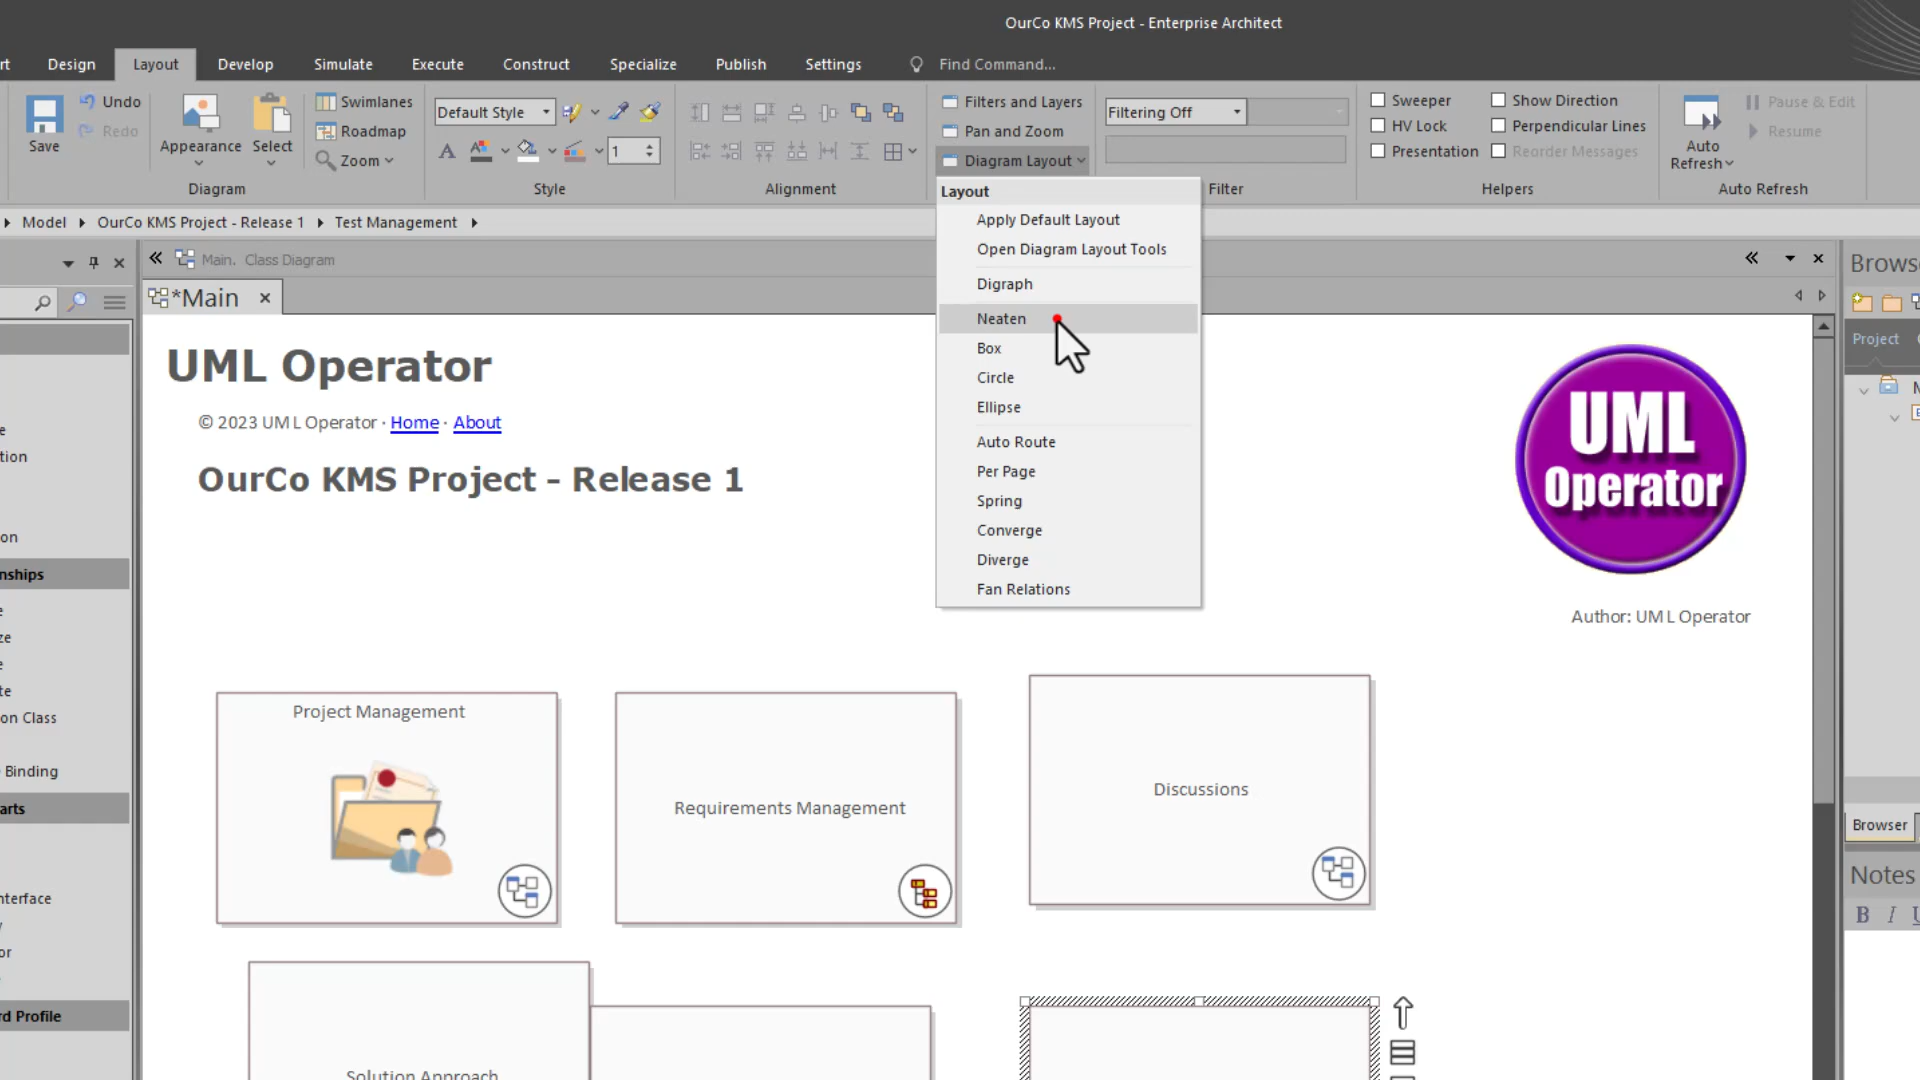 OurCo KMS Project - Enterprise Architect
rt Design Layout Develop Simulate Execute Construct Specialize Publish Settings Find Command...
Save
Undo
Redo
Appearance
Select
Swimlanes
Roadmap
Zoom
Diagram
Default Style
A
1
Style
Alignment
Filters and Layers
Pan and Zoom
Diagram Layout
Filtering Off
Filter
Sweeper
HV Lock
Presentation
Show Direction
Perpendicular Lines
Reorder Messages
Helpers
Auto
Refresh
Pause & Edit
Resume
Auto Refresh
Model OurCo KMS Project - Release 1 Test Management
Main. Class Diagram
*Main
Layout
Apply Default Layout
Open Diagram Layout Tools
Digraph
Neaten
Box
Circle
Ellipse
Auto Route
Per Page
Spring
Converge
Diverge
Fan Relations
e
tion
on
nships
e
ze
e
te
on Class
Binding
arts
nterface
y
or
rd Profile
UML Operator
© 2023 UML Operator · Home · About
OurCo KMS Project - Release 1
UML
Operator
Author: UML Operator
Project Management
Requirements Management
Discussions
Solution Approach
Brows
Project
Browser
Notes
B I U